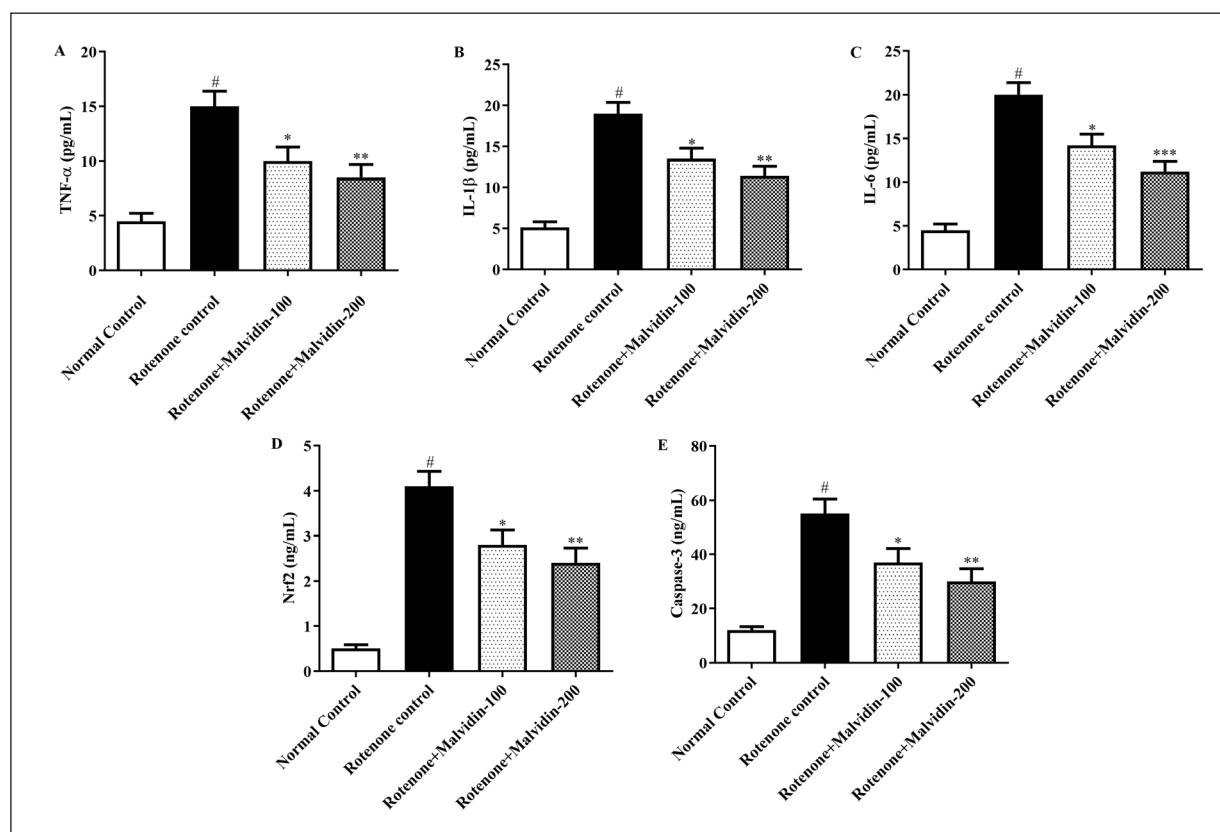 A
TNF-α (pg/mL)
20
15
10
5
0
#
*
**
Normal Control
Rotenone control
Rotenone+Malvidin-100
Rotenone+Malvidin-200
B
IL-1β (pg/mL)
25
20
15
10
5
0
#
*
**
Normal Control
Rotenone control
Rotenone+Malvidin-100
Rotenone+Malvidin-200
C
IL-6 (pg/mL)
25
20
15
10
5
0
#
*
***
Normal Control
Rotenone control
Rotenone+Malvidin-100
Rotenone+Malvidin-200
D
Nrf2 (ng/mL)
5
4
3
2
1
0
#
*
**
Normal Control
Rotenone control
Rotenone+Malvidin-100
Rotenone+Malvidin-200
E
Caspase-3 (ng/mL)
80
60
40
20
0
#
*
**
Normal Control
Rotenone control
Rotenone+Malvidin-100
Rotenone+Malvidin-200